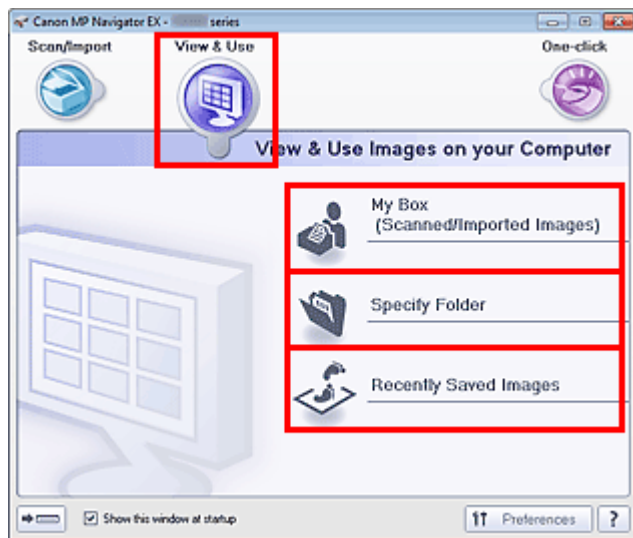 Canon MP Navigator EX - series
Scan/Import
View & Use
One-click
View & Use Images on your Computer
My Box
(Scanned/Imported Images)
Specify Folder
Recently Saved Images
Show this window at startup
Preferences
?